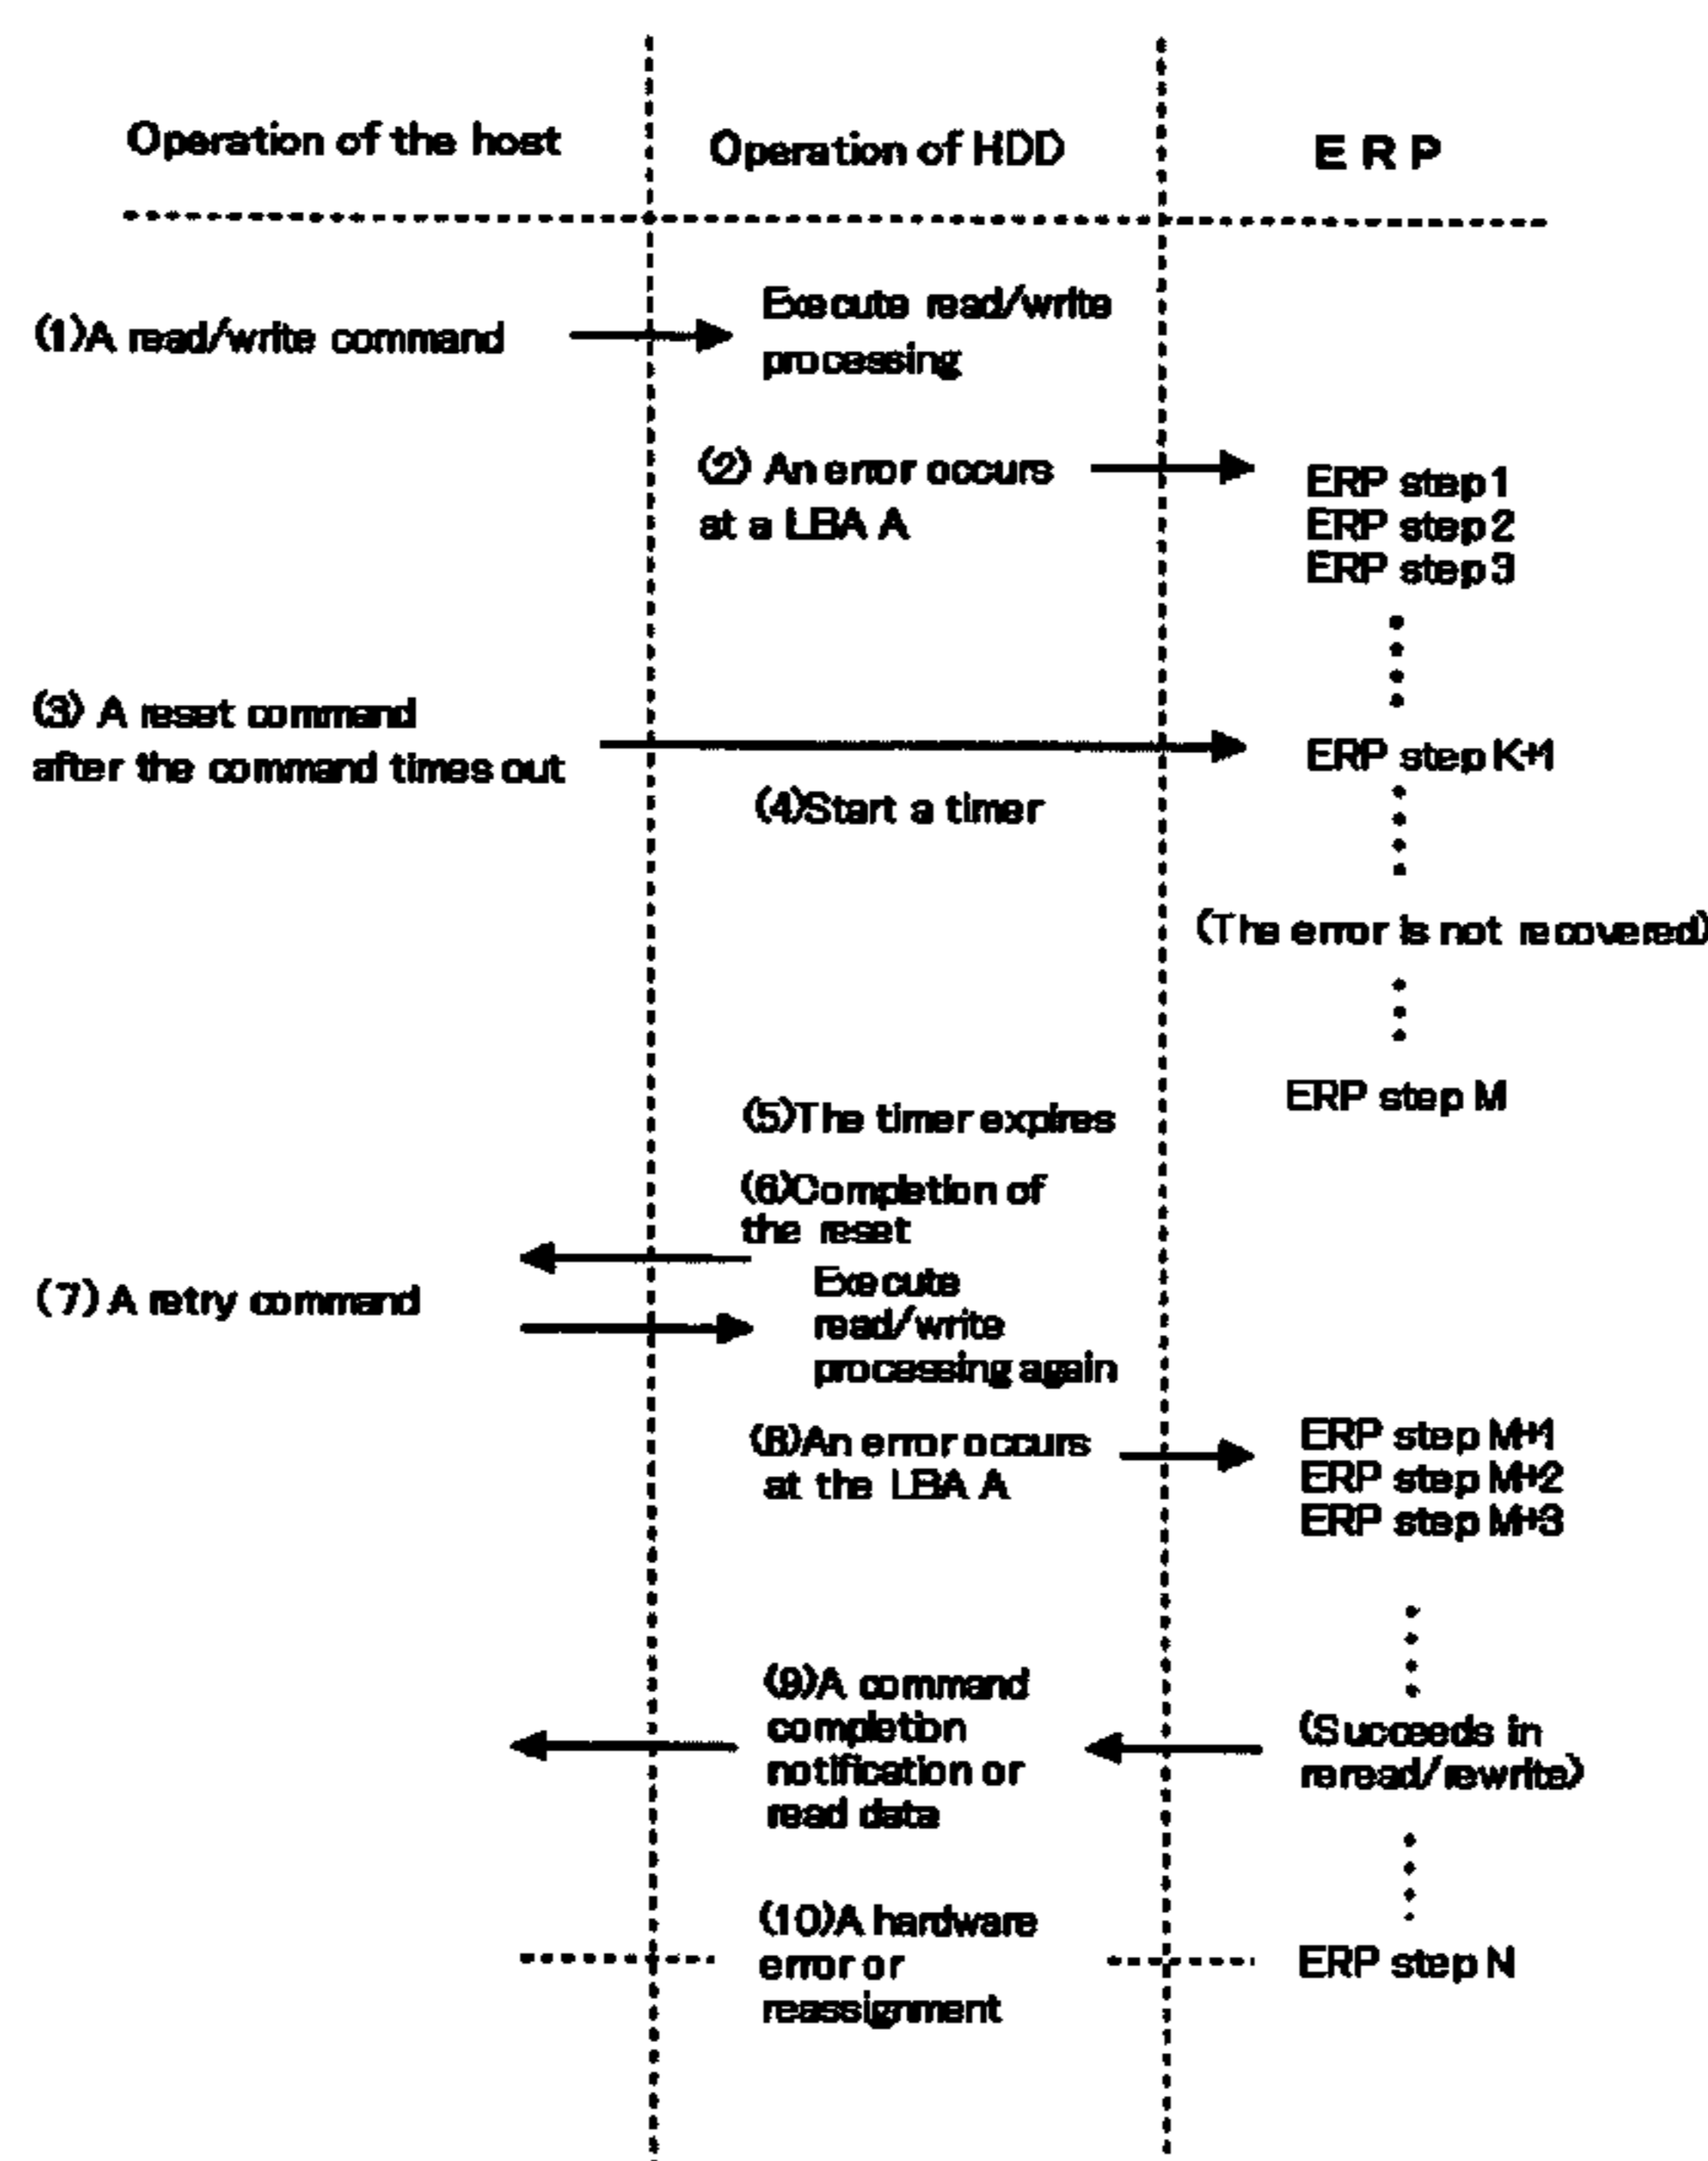 Operation of the host
Operation of HDD
E R P
(1)A read/write command
Execute read/write
processing
(2) An error occurs
at a LBA A
ERP step 1
ERP step 2
ERP step 3
(3) A reset command
after the command times out
ERP step K+1
(4)Start a timer
(The error is not recovered)
ERP step M
(5)The timer expires
(6)Completion of
the reset
(7) A retry command
Execute
read/write
processing again
(8)An error occurs
at the LBA A
ERP step M+1
ERP step M+2
ERP step M+3
(9)A command
completion
notification or
read data
(Succeeds in
reread/rewrite)
(10)A hardware
error or
reassignment
ERP step N